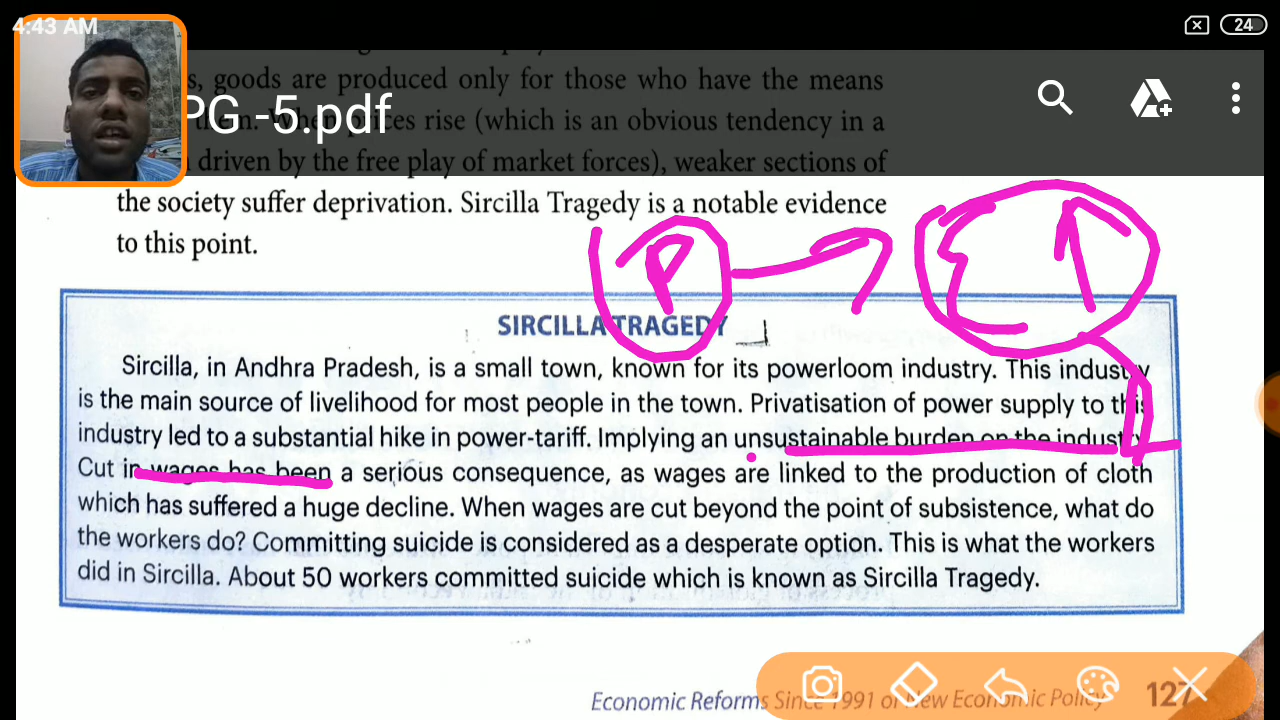 4:43 AM
24
s, goods are produced only for those who have the means
PG -5.pdf
them. When prices rise (which is an obvious tendency in a
driven by the free play of market forces), weaker sections of
the society suffer deprivation. Sircilla Tragedy is a notable evidence
to this point.
P
SIRCILLA TRAGEDY
Sircilla, in Andhra Pradesh, is a small town, known for its powerloom industry. This industry
is the main source of livelihood for most people in the town. Privatisation of power supply to this
industry led to a substantial hike in power-tariff. Implying an unsustainable burden on the industry.
Cut in wages has been a serious consequence, as wages are linked to the production of cloth
which has suffered a huge decline. When wages are cut beyond the point of subsistence, what do
the workers do? Committing suicide is considered as a desperate option. This is what the workers
did in Sircilla. About 50 workers committed suicide which is known as Sircilla Tragedy.
Economic Reforms Since 1991 or New Economic Policy 127